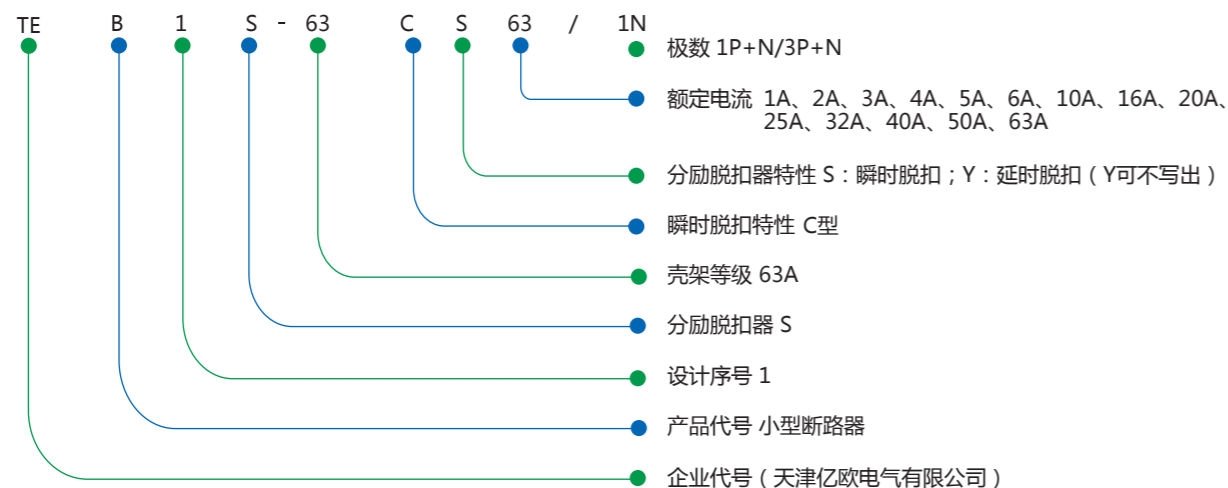 TE B 1 S - 63 C S 63 / 1N
极数 1P+N/3P+N
额定电流 1A、2A、3A、4A、5A、6A、10A、16A、20A、
25A、32A、40A、50A、63A
分励脱扣器特性 S：瞬时脱扣；Y：延时脱扣（Y可不写出）
瞬时脱扣特性 C型
壳架等级 63A
分励脱扣器 S
设计序号 1
产品代号 小型断路器
企业代号（天津亿欧电气有限公司）